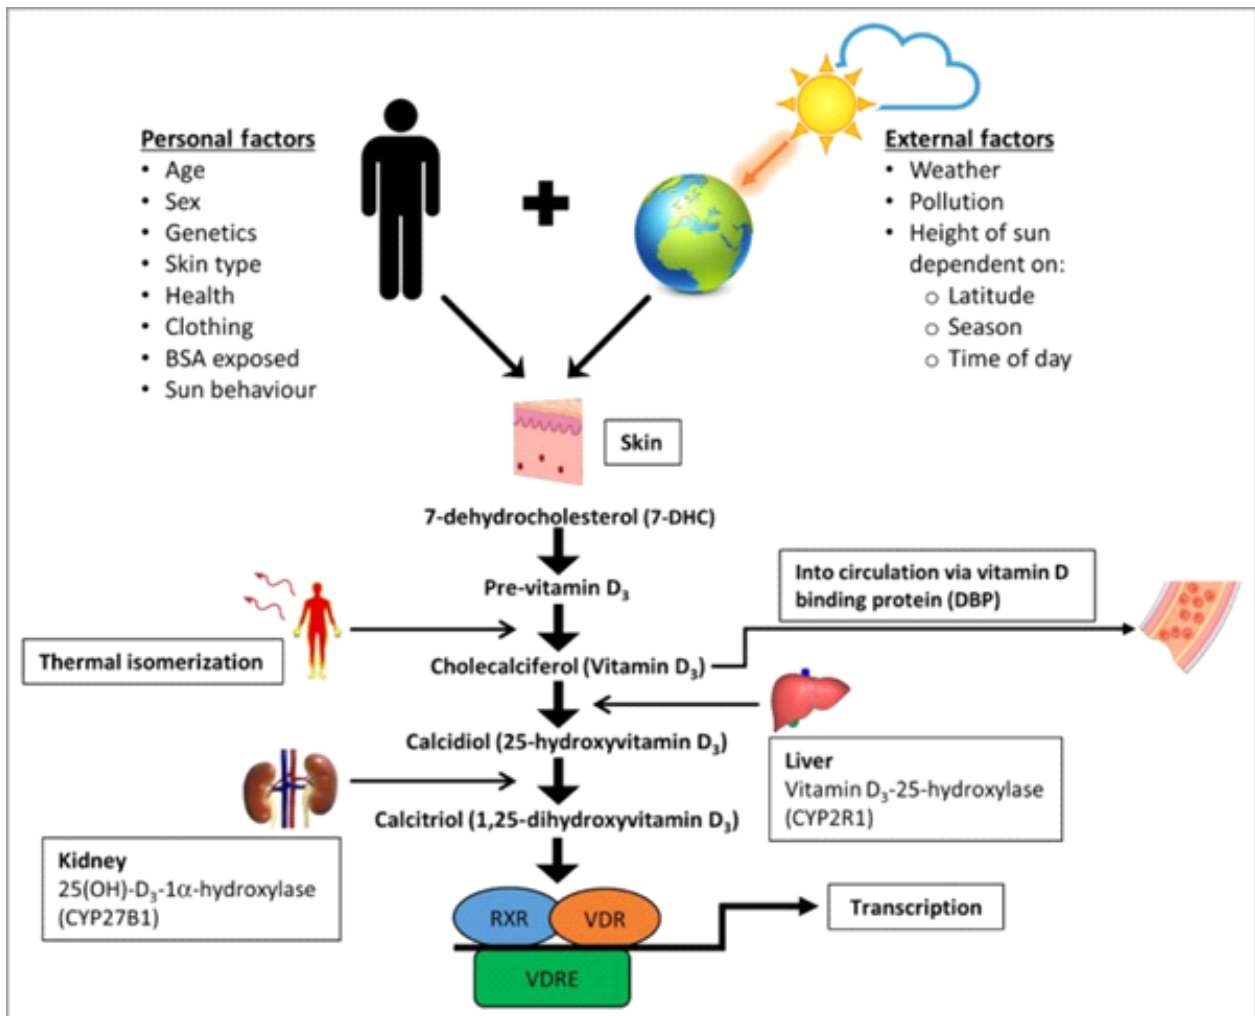 Personal factors
• Age
• Sex
• Genetics
• Skin type
• Health
• Clothing
• BSA exposed
• Sun behaviour
External factors
• Weather
• Pollution
• Height of sun
dependent on:
o Latitude
o Season
o Time of day
Skin
7-dehydrocholesterol (7-DHC)
Pre-vitamin D₃
Into circulation via vitamin D
binding protein (DBP)
Thermal isomerization
Cholecalciferol (Vitamin D₃)
Calcidiol (25-hydroxyvitamin D₃)
Liver
Vitamin D₃-25-hydroxylase
(CYP2R1)
Calcitriol (1,25-dihydroxyvitamin D₃)
Kidney
25(OH)-D₃-1α-hydroxylase
(CYP27B1)
RXR
VDR
Transcription
VDRE